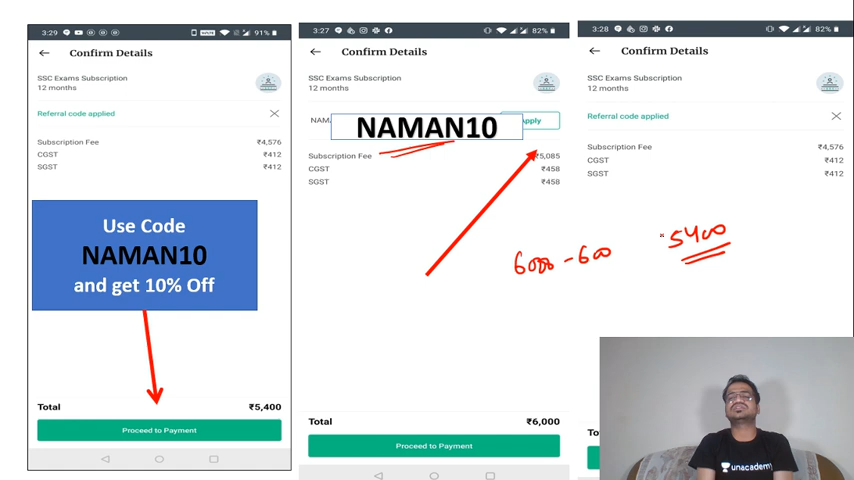 3:29
91%
Confirm Details
SSC Exams Subscription
12 months
Referral code applied
Subscription Fee ₹4,576
CGST ₹412
SGST ₹412
Use Code
NAMAN10
and get 10% Off
Total ₹5,400
Proceed to Payment
3:27
82%
Confirm Details
SSC Exams Subscription
12 months
NAMAN10
Apply
Subscription Fee ₹5,085
CGST ₹458
SGST ₹458
6000 - 600
Total ₹6,000
Proceed to Payment
3:28
82%
Confirm Details
SSC Exams Subscription
12 months
Referral code applied
Subscription Fee ₹4,576
CGST ₹412
SGST ₹412
5400
unacademy